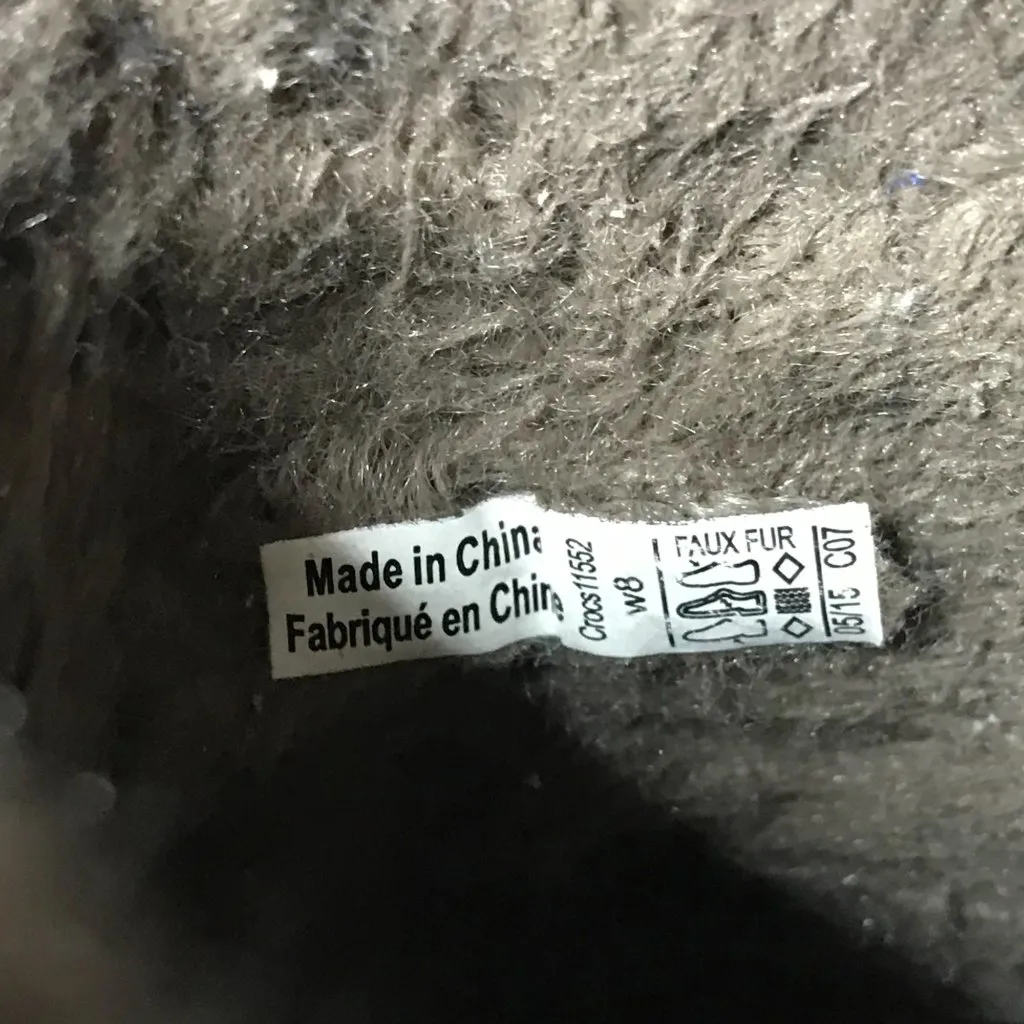 Made in China
Fabriqué en Chine
Crocs 11552
w8
FAUX FUR
05/15 C07